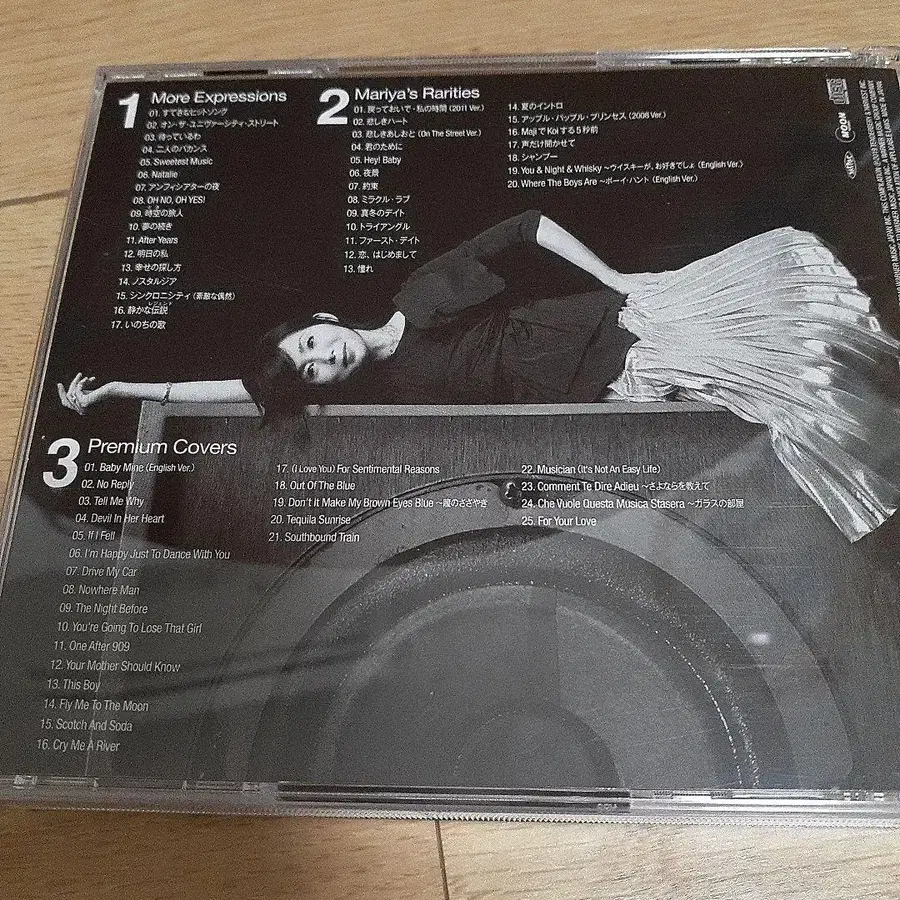 1 More Expressions
01. すてきなヒットソング
02. オン・ザ・ユニヴァーシティ・ストリート
03. 待っているわ
04. 二人のバカンス
05. Sweetest Music
06. Natalie
07. アンフィシアターの夜
08. OH NO, OH YES!
09. 時空の旅人
10. 夢の続き
11. After Years
12. 明日の私
13. 幸せの探し方
14. ノスタルジア
15. シンクロニシティ（素敵な偶然）
レジェンド
16. 静かな伝説
17. いのちの歌
2 Mariya's Rarities
01. 戻っておいで・私の時間 (2011 Ver.)
02. 悲しきハート
03. 悲しきあしおと (On The Street Ver.)
04. 君のために
05. Hey! Baby
06. 夜景
07. 約束
08. ミラクル・ラブ
09. 真冬のデイト
10. トライアングル
11. ファースト・デイト
12. 恋、はじめまして
13. 憧れ
14. 夏のイントロ
15. アップル・パップル・プリンセス (2008 Ver.)
16. MajiでKoiする5秒前
17. 声だけ聞かせて
18. シャンプー
19. You & Night & Whisky ～ウイスキーが、お好きでしょ (English Ver.)
20. Where The Boys Are ～ボーイ・ハント (English Ver.)
MOON
3 Premium Covers
01. Baby Mine (English Ver.)
02. No Reply
03. Tell Me Why
04. Devil In Her Heart
05. If I Fell
06. I'm Happy Just To Dance With You
07. Drive My Car
08. Nowhere Man
09. The Night Before
10. You're Going To Lose That Girl
11. One After 909
12. Your Mother Should Know
13. This Boy
14. Fly Me To The Moon
15. Scotch And Soda
16. Cry Me A River
17. (I Love You) For Sentimental Reasons
18. Out Of The Blue
19. Don't It Make My Brown Eyes Blue ～瞳のささやき
20. Tequila Sunrise
21. Southbound Train
22. Musician (It's Not An Easy Life)
23. Comment Te Dire Adieu ～さよならを教えて
24. Che Vuole Questa Musica Stasera ～ガラスの部屋
25. For Your Love